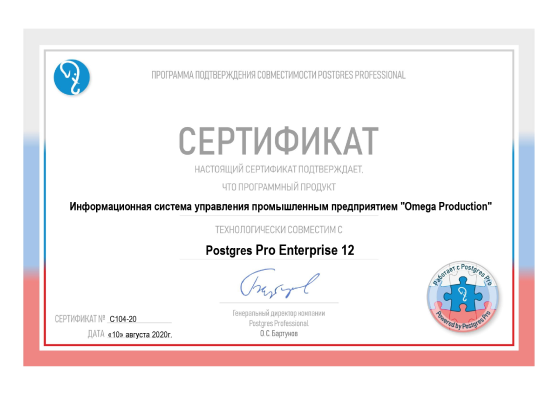 ПРОГРАММА ПОДТВЕРЖДЕНИЯ СОВМЕСТИМОСТИ POSTGRES PROFESSIONAL
СЕРТИФИКАТ
НАСТОЯЩИЙ СЕРТИФИКАТ ПОДТВЕРЖДАЕТ,
ЧТО ПРОГРАММНЫЙ ПРОДУКТ
Информационная система управления промышленным предприятием "Omega Production"
ТЕХНОЛОГИЧЕСКИ СОВМЕСТИМ С
Postgres Pro Enterprise 12
Генеральный директор компании
Postgres Professional
О.С. Бартунов
СЕРТИФИКАТ № С104-20
ДАТА «10» августа 2020г.
Работает с Postgres Pro
Powered by Postgres Pro